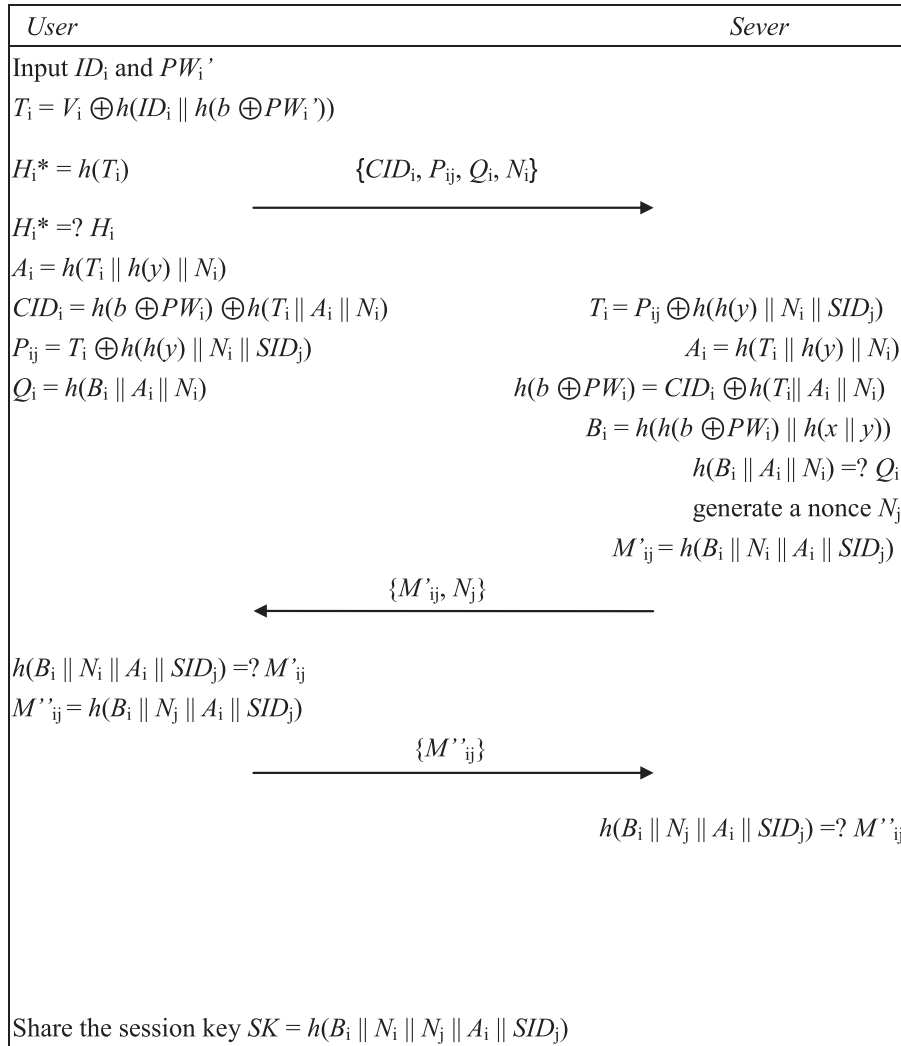 User Sever
Input IDi and PWi’
Ti = Vi ⊕h(IDi || h(b ⊕PWi’))
Hi* = h(Ti) {CIDi, Pij, Qi, Ni}
Hi* =? Hi
Ai = h(Ti || h(y) || Ni)
CIDi = h(b ⊕PWi) ⊕h(Ti || Ai || Ni) Ti = Pij ⊕h(h(y) || Ni || SIDj)
Pij = Ti ⊕h(h(y) || Ni || SIDj) Ai = h(Ti || h(y) || Ni)
Qi = h(Bi || Ai || Ni) h(b ⊕PWi) = CIDi ⊕h(Ti|| Ai || Ni)
Bi = h(h(b ⊕PWi) || h(x || y))
h(Bi || Ai || Ni) =? Qi
generate a nonce Nj
M’ij = h(Bi || Ni || Ai || SIDj)
{M’ij, Nj}
h(Bi || Ni || Ai || SIDj) =? M’ij
M’’ij = h(Bi || Nj || Ai || SIDj)
{M’’ij}
h(Bi || Nj || Ai || SIDj) =? M’’ij
Share the session key SK = h(Bi || Ni || Nj || Ai || SIDj)